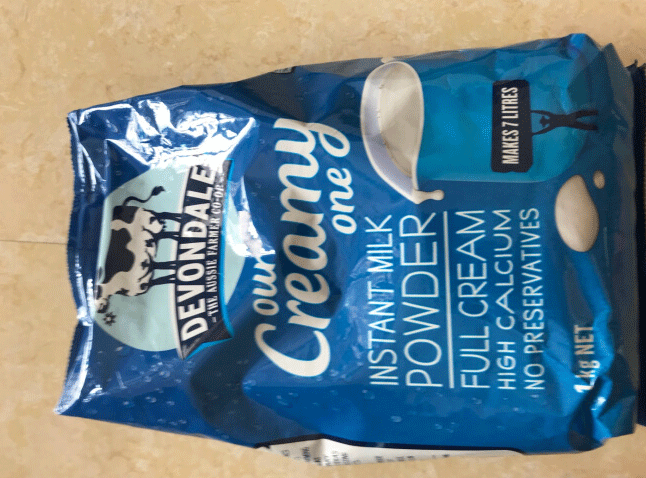 DEVONDALE
THE AUSSIE FARMER CO-OP
our
Creamy
one
INSTANT MILK
POWDER
FULL CREAM
HIGH CALCIUM
NO PRESERVATIVES
MAKES 7 LITRES
1kg NET